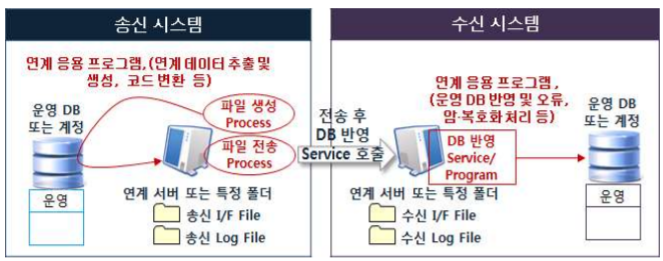 송신 시스템
연계 응용 프로그램,(연계 데이터 추출 및
생성, 코드 변환 등)
운영 DB
또는 계정
운영
파일 생성
Process
파일 전송
Process
연계 서버 또는 특정 폴더
송신 I/F File
송신 Log File
전송 후
DB 반영
Service 호출
수신 시스템
연계 응용 프로그램,
(운영 DB 반영 및 오류,
암·복호화 처리 등)
DB 반영
Service/
Program
연계 서버 또는 특정 폴더
수신 I/F File
수신 Log File
운영 DB
또는 계정
운영